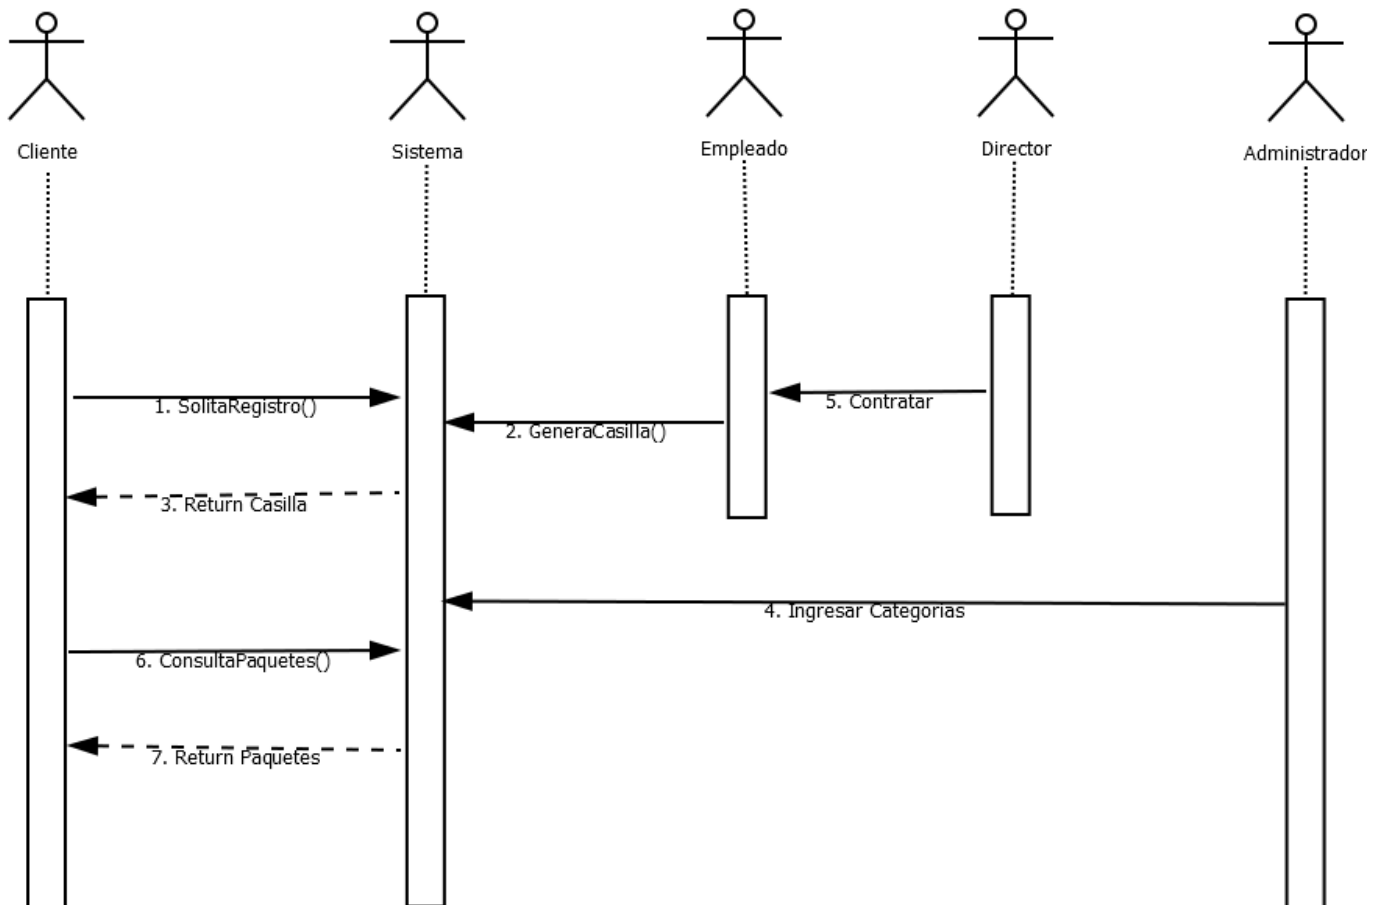 Cliente
Sistema
Empleado
Director
Administrador
1. SolitaRegistro()
5. Contratar
2. GeneraCasilla()
3. Return Casilla
4. Ingresar Categorias
6. ConsultaPaquetes()
7. Return Paquetes